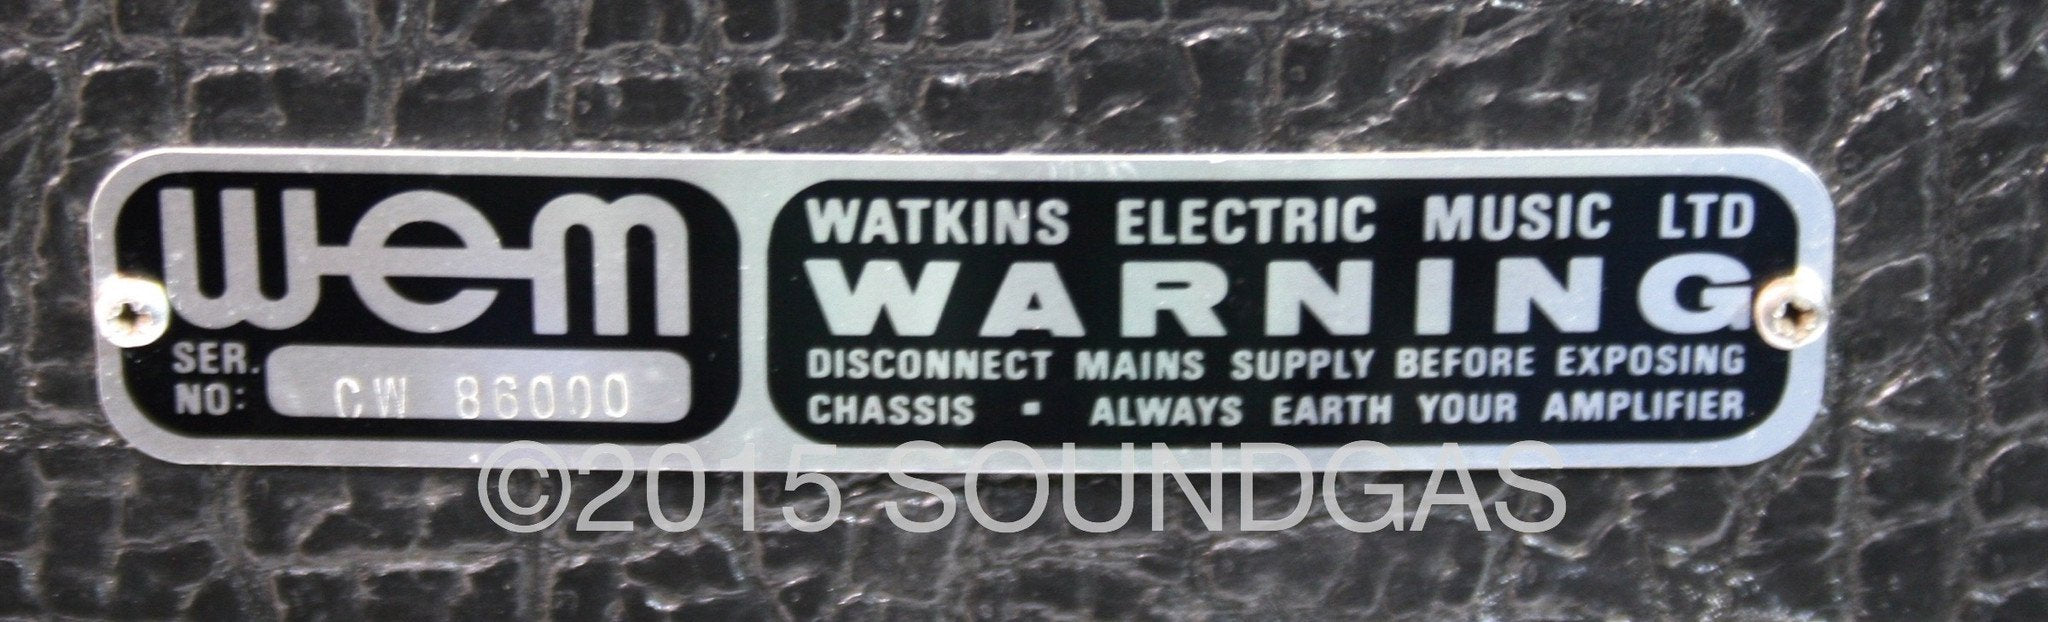 wem
SER.
NO: CW 86000
WATKINS ELECTRIC MUSIC LTD
WARNING
DISCONNECT MAINS SUPPLY BEFORE EXPOSING
CHASSIS - ALWAYS EARTH YOUR AMPLIFIER
©2015 SOUNDGAS